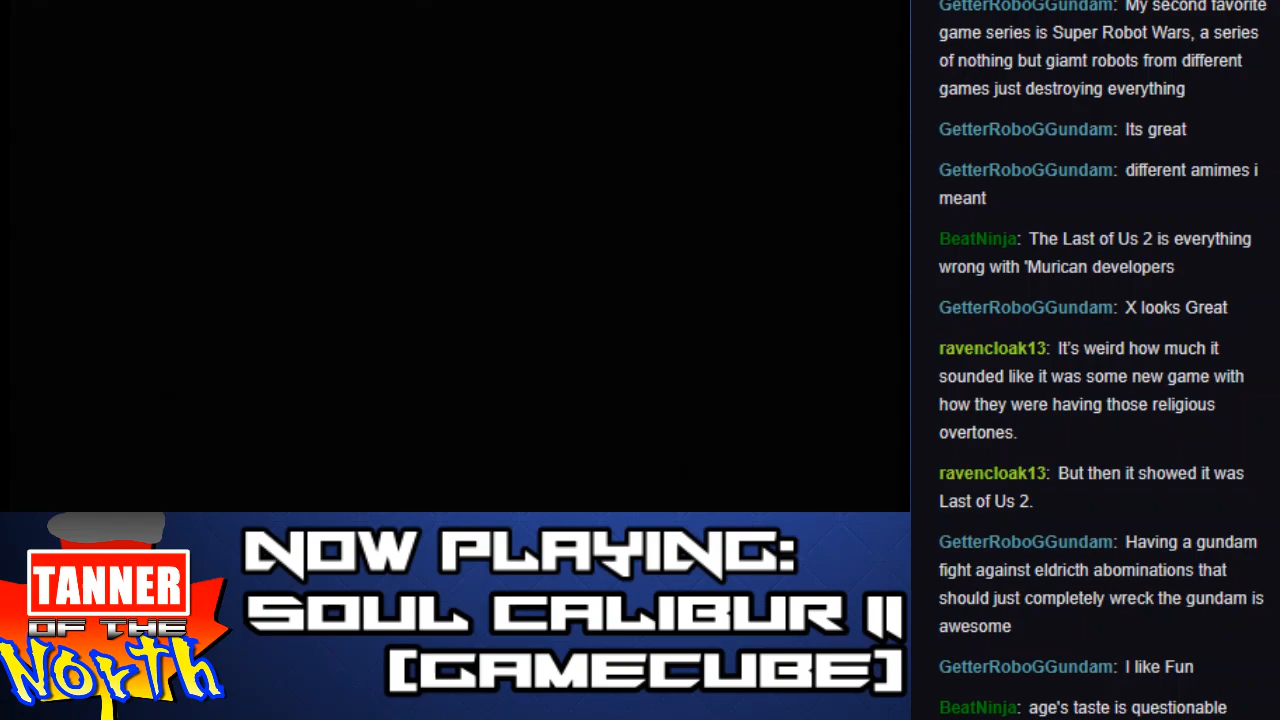 GetterRoboGGundam: My second favorite
game series is Super Robot Wars, a series
of nothing but giamt robots from different
games just destroying everything
GetterRoboGGundam: Its great
GetterRoboGGundam: different amimes i
meant
BeatNinja: The Last of Us 2 is everything
wrong with 'Murican developers
GetterRoboGGundam: X looks Great
ravencloak13: It's weird how much it
sounded like it was some new game with
how they were having those religious
overtones.
ravencloak13: But then it showed it was
Last of Us 2.
GetterRoboGGundam: Having a gundam
fight against eldricth abominations that
should just completely wreck the gundam is
awesome
GetterRoboGGundam: I like Fun
BeatNinja: age's taste is questionable
TANNER
OF THE
North
NOW PLAYING:
SOUL CALIBUR II
[GAMECUBE]